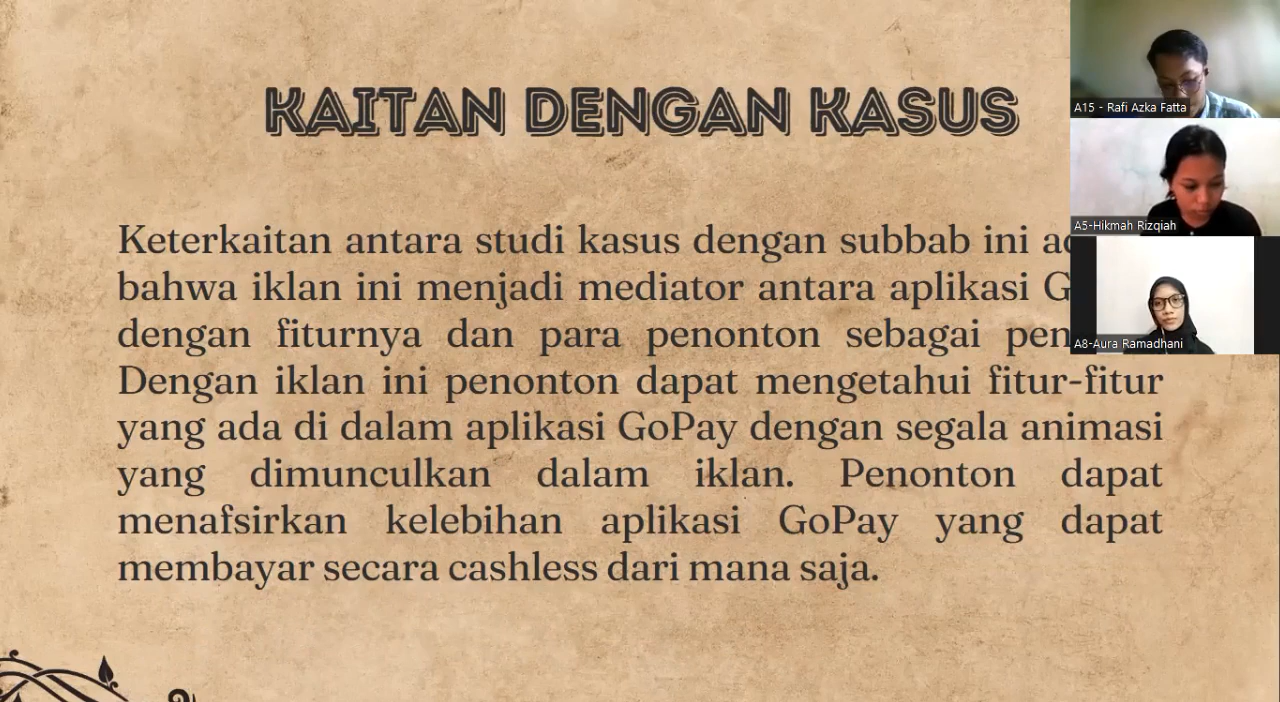 KAITAN DENGAN KASUS
A15 - Rafi Azka Fatta
A5-Hikmah Rizqiah
A8-Aura Ramadhani
Keterkaitan antara studi kasus dengan subbab ini
bahwa iklan ini menjadi mediator antara aplikasi
dengan fiturnya dan para penonton sebagai
Dengan iklan ini penonton dapat mengetahui fitur-fitur
yang ada di dalam aplikasi GoPay dengan segala animasi
yang dimunculkan dalam iklan. Penonton dapat
menafsirkan kelebihan aplikasi GoPay yang dapat
membayar secara cashless dari mana saja.